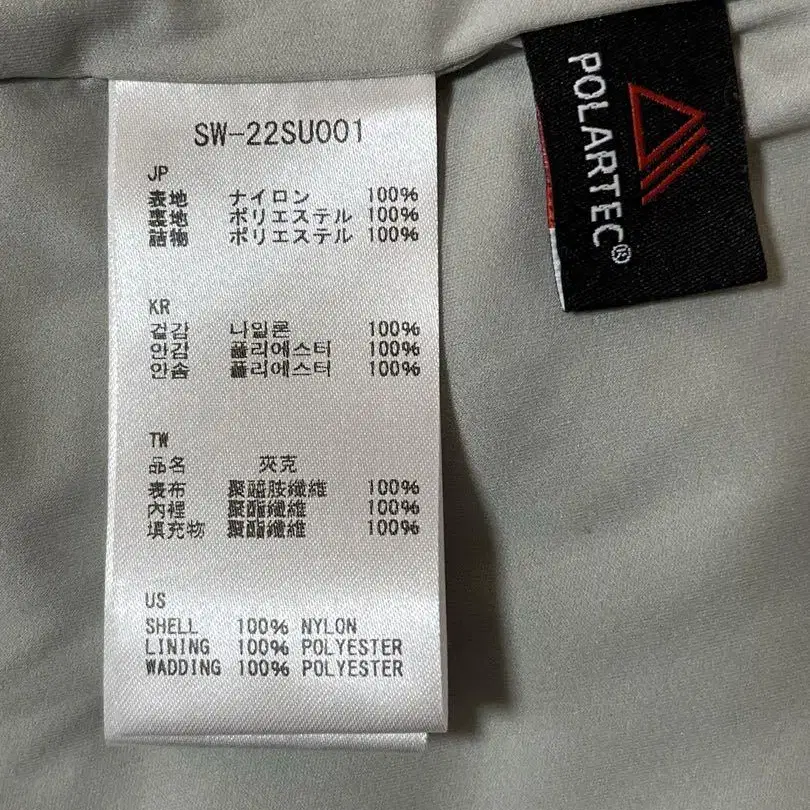 SW-22SU001
JP
表地 ナイロン 100%
裏地 ポリエステル 100%
詰物 ポリエステル 100%
KR
겉감 나일론 100%
안감 폴리에스터 100%
안솜 폴리에스터 100%
TW
品名 夾克
表布 聚醯胺纖維 100%
內裡 聚酯纖維 100%
填充物 聚酯纖維 100%
US
SHELL 100% NYLON
LINING 100% POLYESTER
WADDING 100% POLYESTER
POLARTEC®